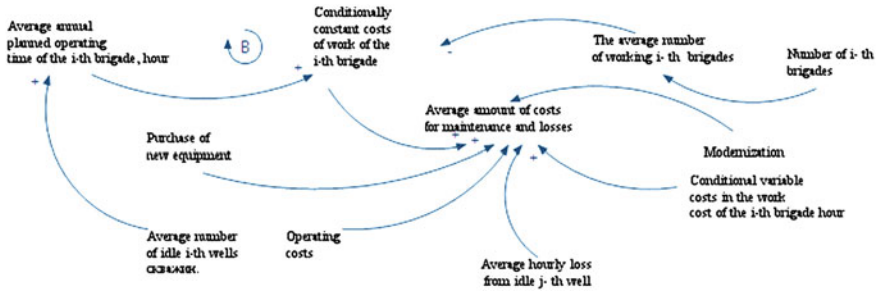 Average annual
planned operating
time of the i-th brigade, hour
B
Conditionally
constant costs
of work of the
i-th brigade
+
+
-
The average number
of working i- th brigades
Number of i- th
brigades
Average amount of costs
for maintenance and losses
+
+
+
Purchase of
new equipment
Modernization
Conditional variable
costs in the work
cost of the i-th brigade hour
Average number
of idle i-th wells
скважин.
Operating
costs
Average hourly loss
from idle j- th well